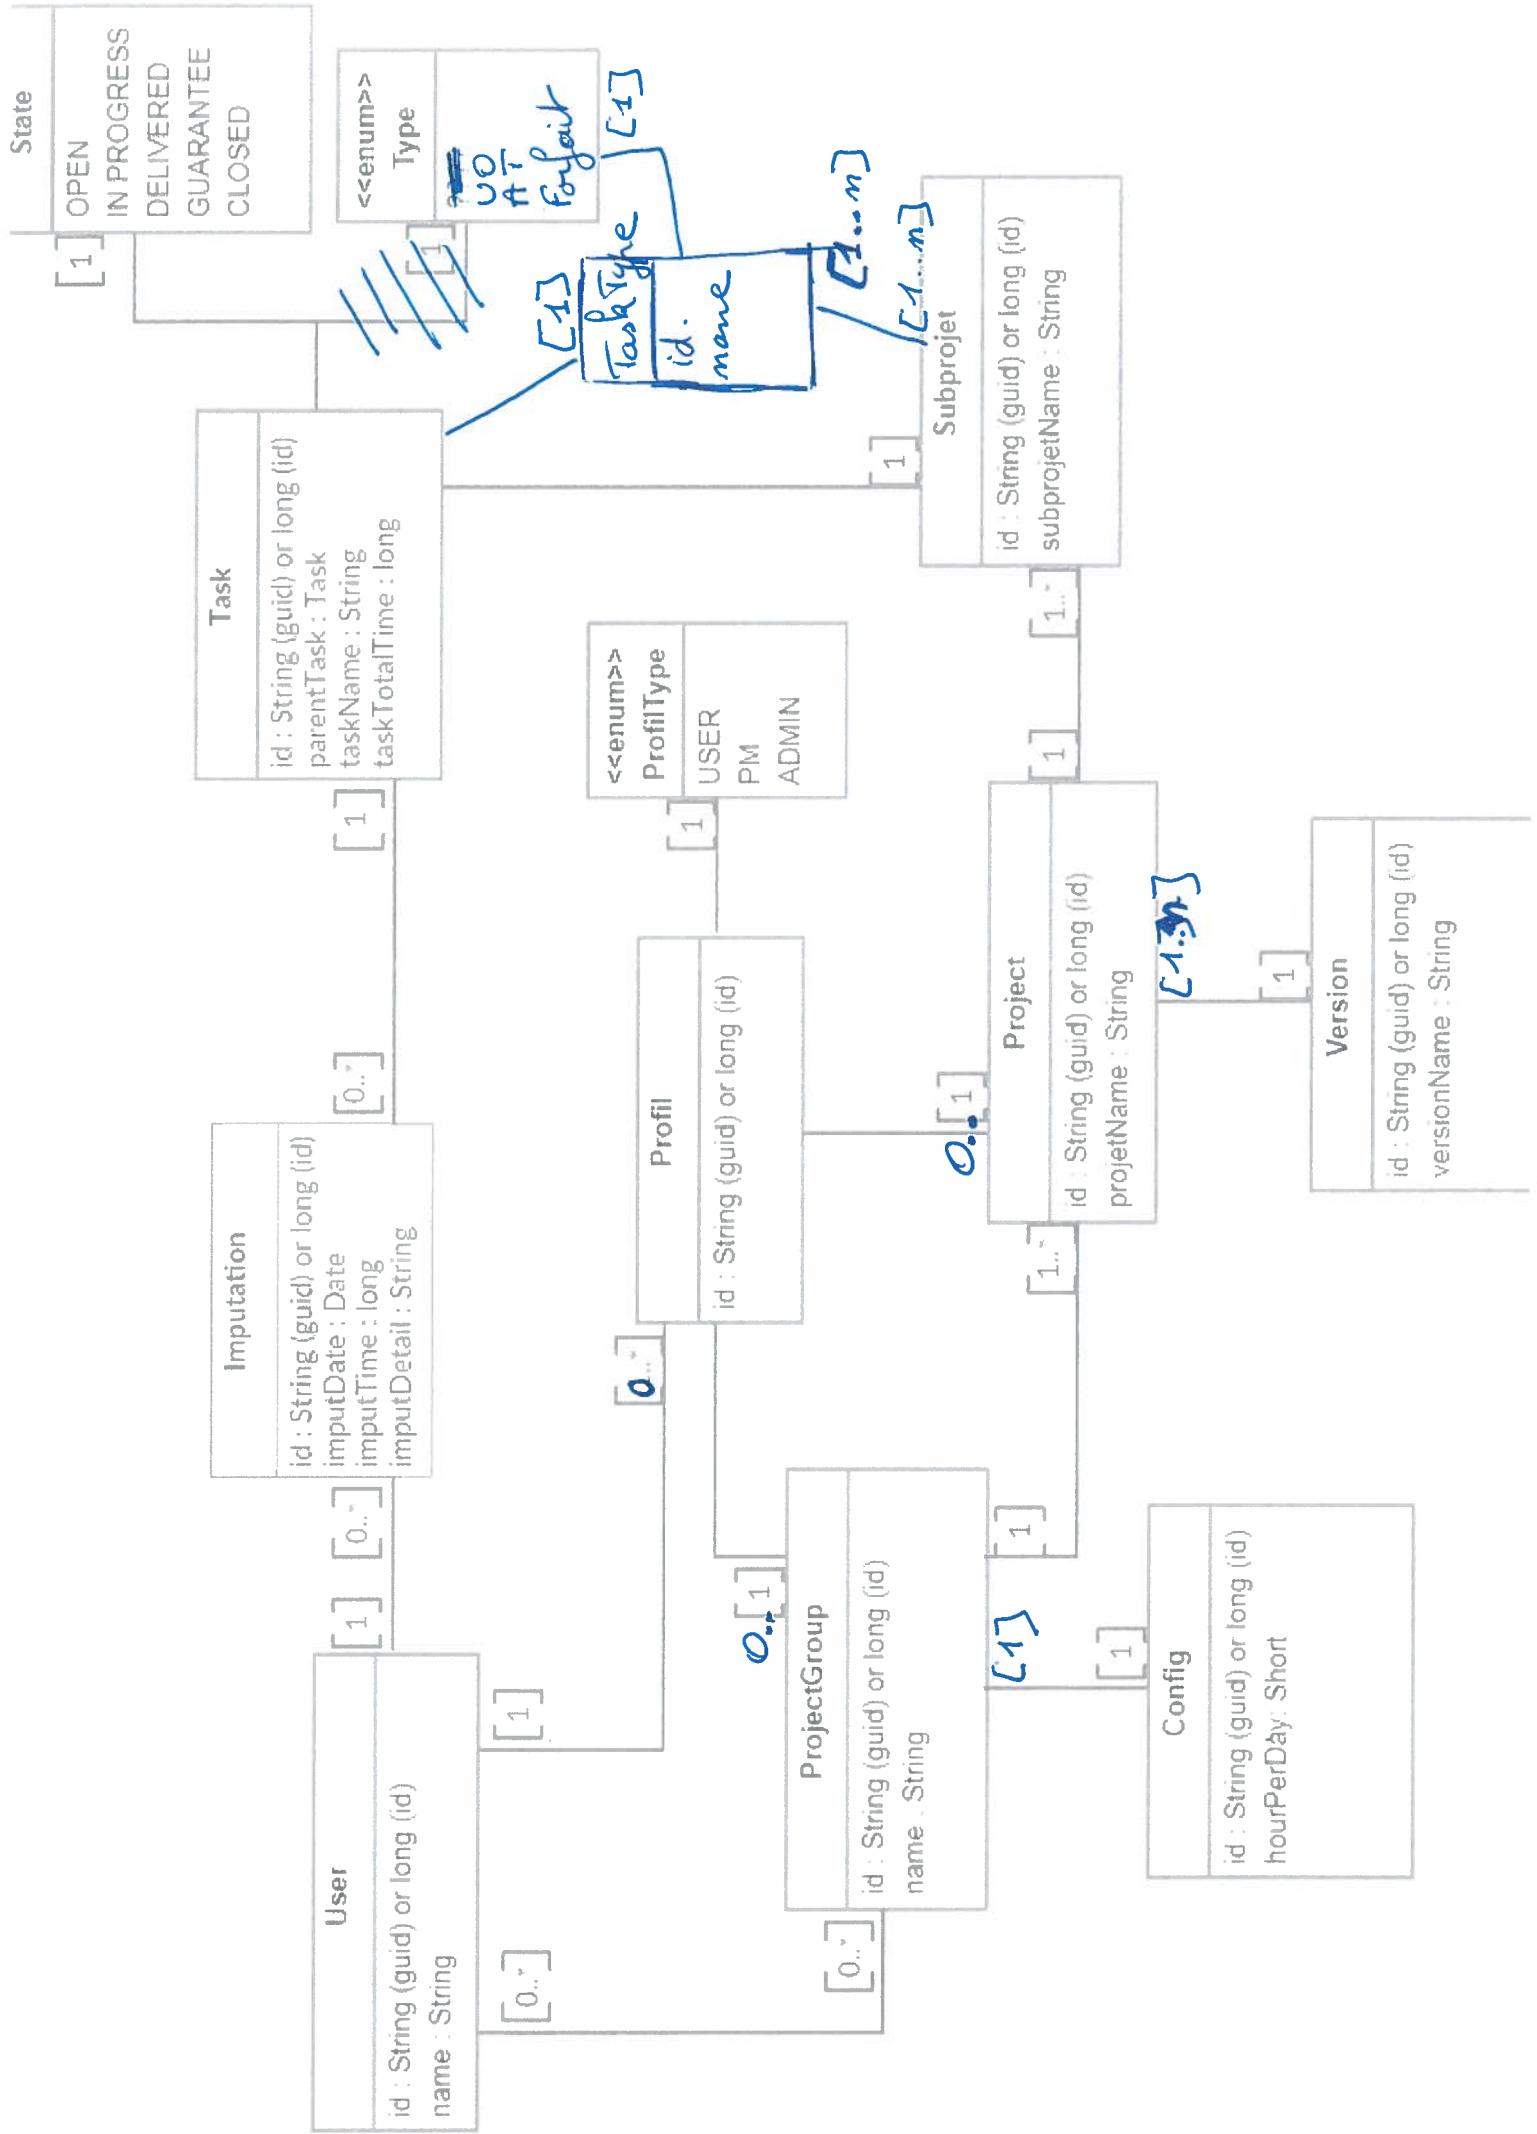 User
id : String (guid) or long (id)
name : String
[1]
[0..*]
Imputation
id : String (guid) or long (id)
imputDate : Date
imputTime : long
imputDetail : String
[0..*]
[1]
Task
id : String (guid) or long (id)
parentTask : Task
taskName : String
taskTotalTime : long
[1]
State
OPEN
IN PROGRESS
DELIVERED
GUARANTEE
CLOSED
[1]
<<enum>>
Type
UO
AT
forfait
[1]
[1]
TaskType
id.
name
[1...n]
[1...n]
[1]
[0..*]
Profil
id : String (guid) or long (id)
[1]
<<enum>>
ProfilType
USER
PM
ADMIN
[1]
Subprojet
id : String (guid) or long (id)
subprojetName : String
[0..*]
[0..*]
0.. [1]
ProjectGroup
id : String (guid) or long (id)
name : String
[1]
[1..*]
0.. [1]
Project
id : String (guid) or long (id)
projetName : String
[1]
[1..*]
[1]
[1]
Config
id : String (guid) or long (id)
hourPerDay: Short
[1..
[1]
Version
id : String (guid) or long (id)
versionName : String